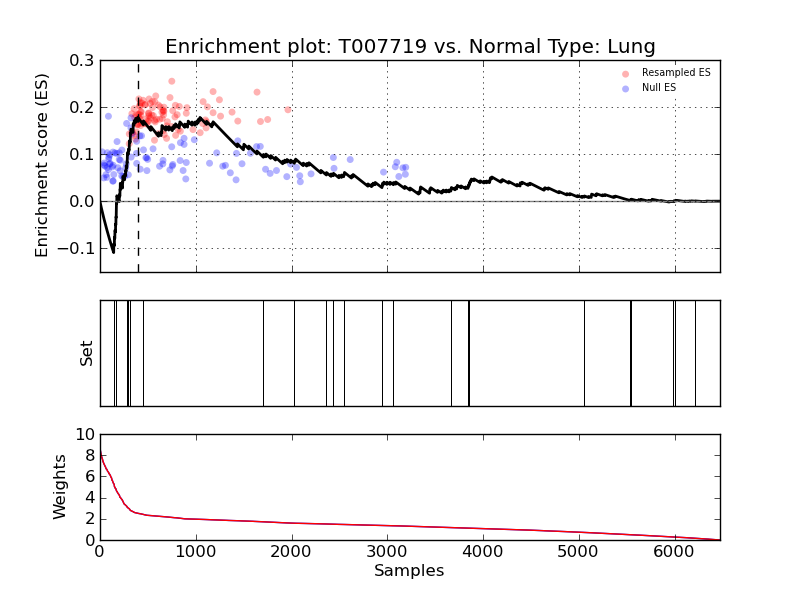 Enrichment plot: T007719 vs. Normal Type: Lung
Enrichment score (ES)
0.3
0.2
0.1
0.0
−0.1
Resampled ES
Null ES
Set
Weights
10
8
6
4
2
0
0 1000 2000 3000 4000 5000 6000
Samples